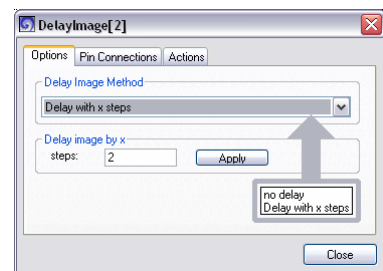 DelayImage[2]
Options Pin Connections Actions
Delay Image Method
Delay with x steps
Delay image by x
steps: 2 Apply
no delay
Delay with x steps
Close